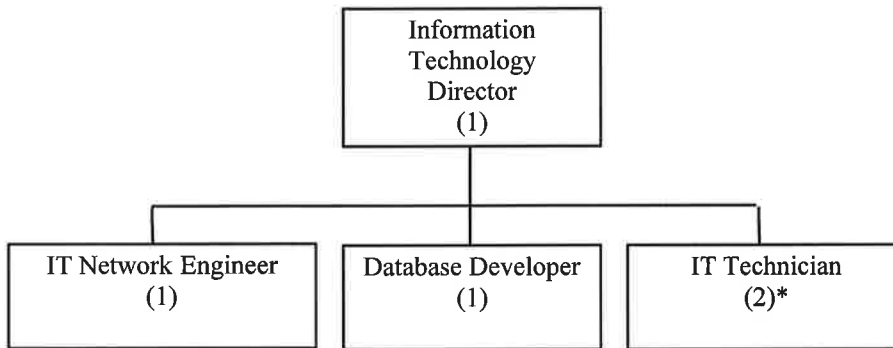 Information
Technology
Director
(1)
IT Network Engineer
(1)
Database Developer
(1)
IT Technician
(2)*